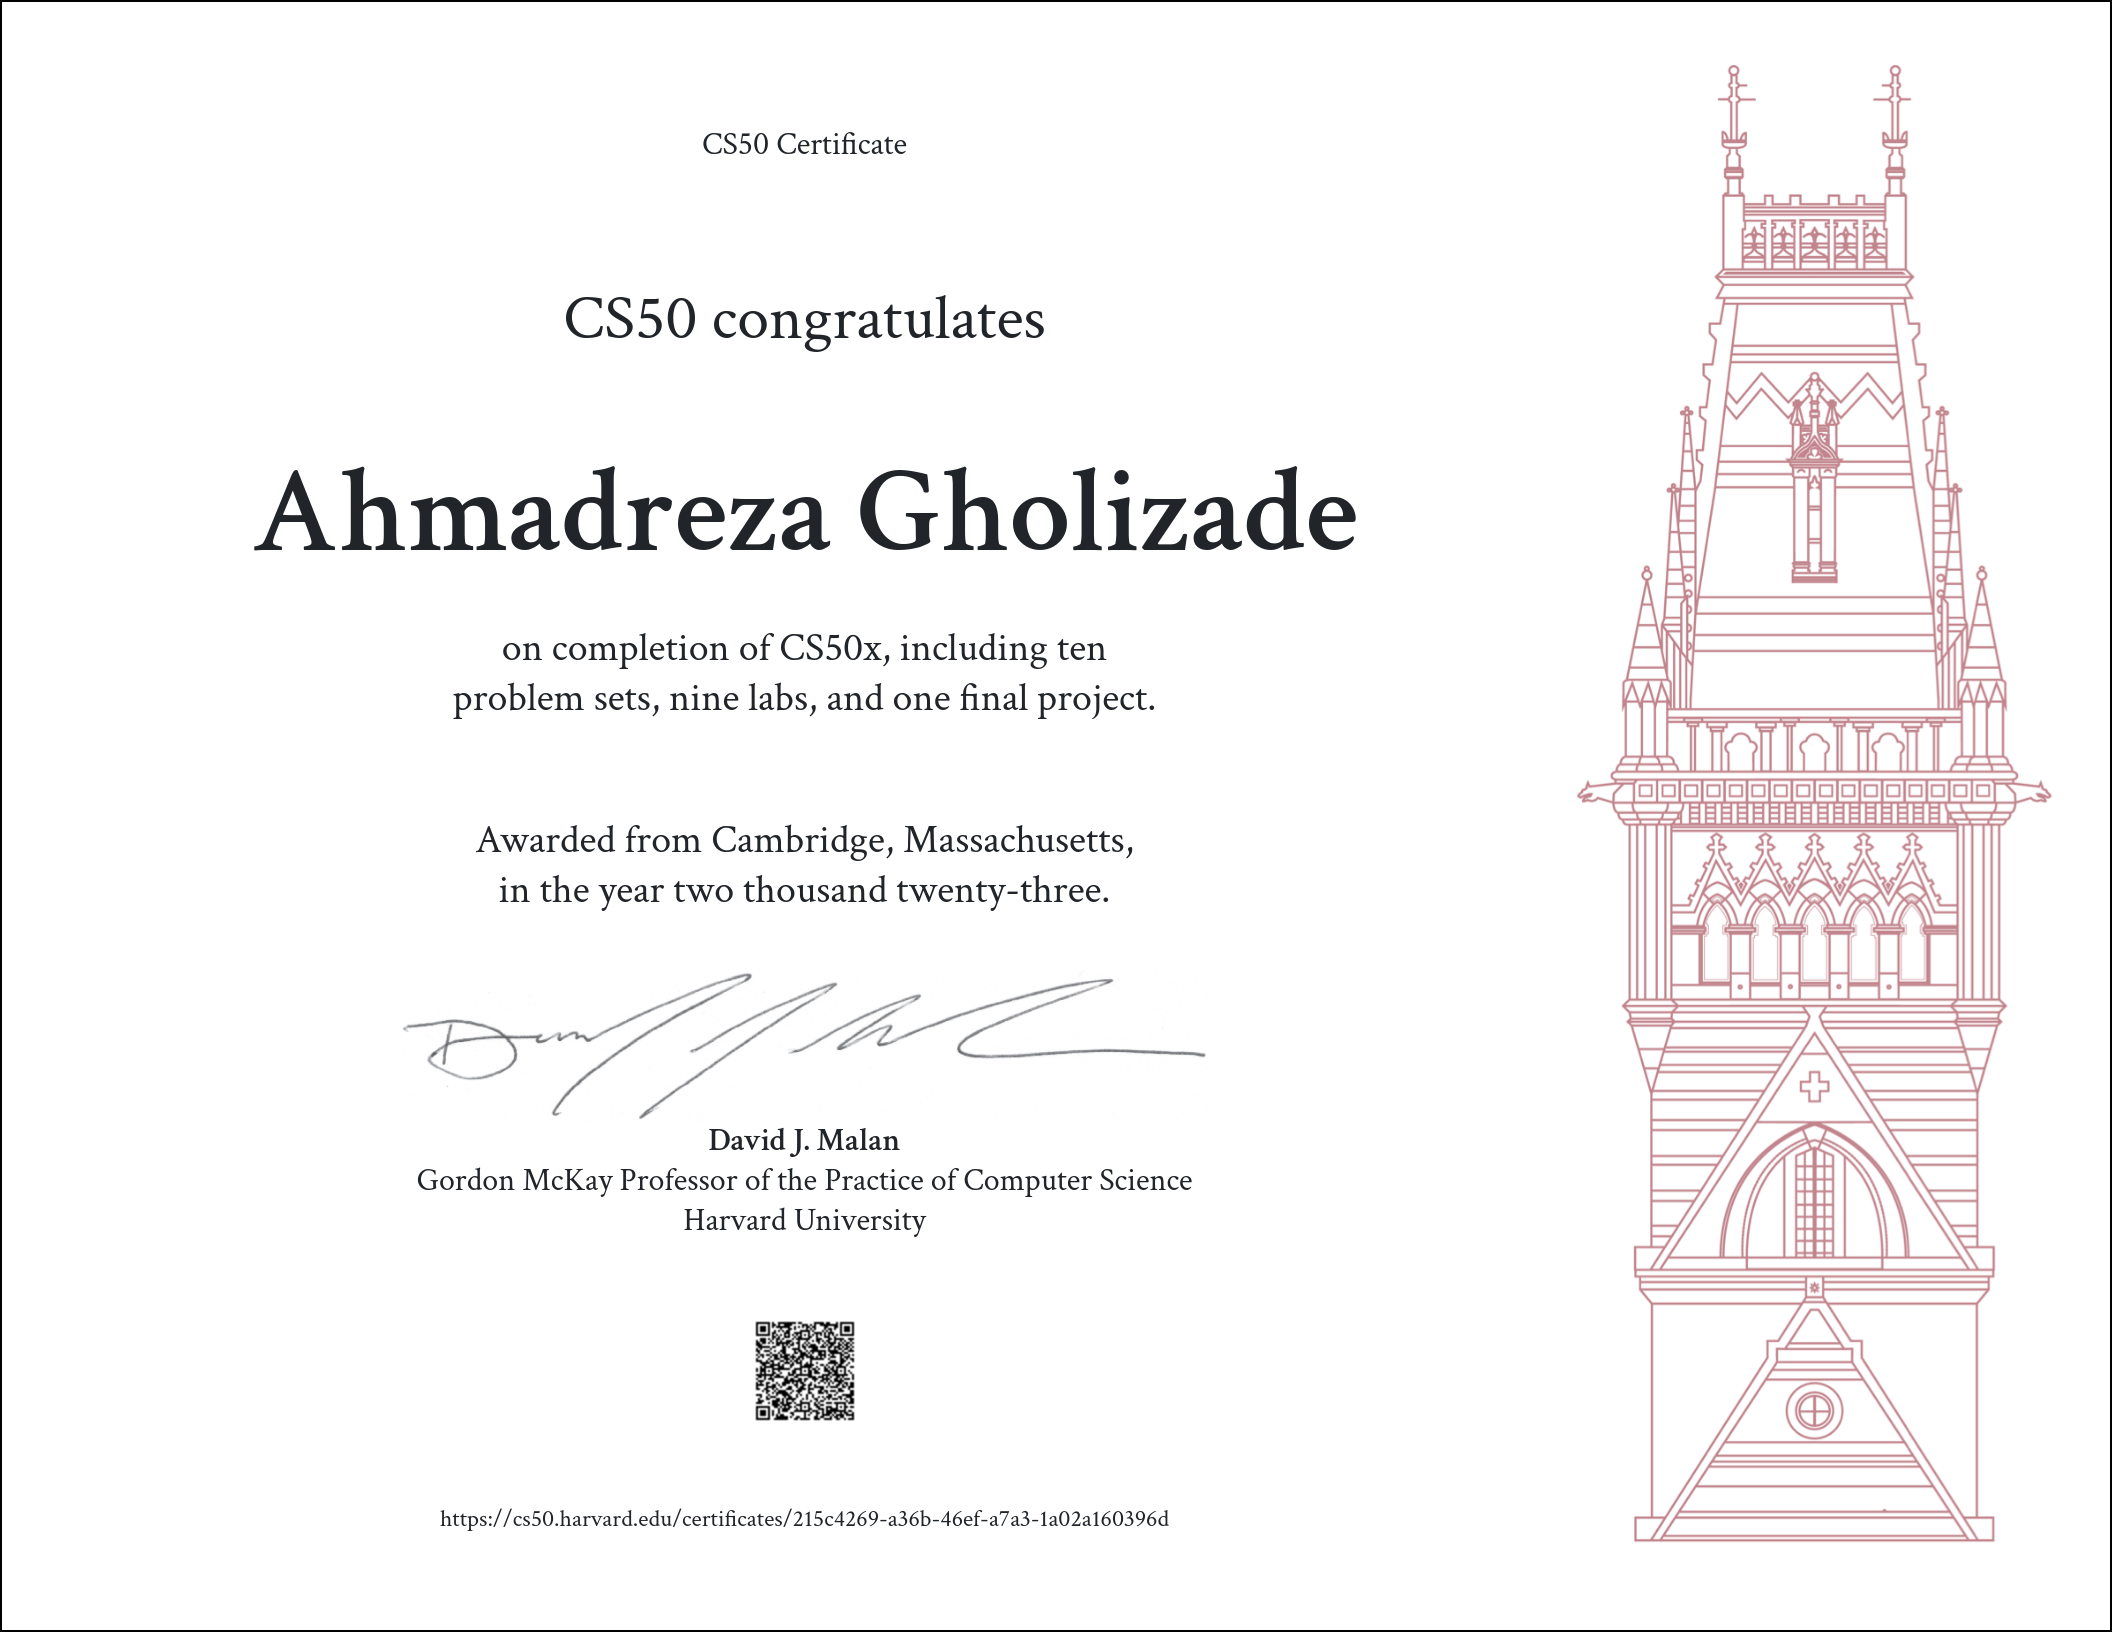 CS50 Certificate
CS50 congratulates
Ahmadreza Gholizade
on completion of CS50x, including ten
problem sets, nine labs, and one final project.
Awarded from Cambridge, Massachusetts,
in the year two thousand twenty-three.
David J. Malan
Gordon McKay Professor of the Practice of Computer Science
Harvard University
https://cs50.harvard.edu/certificates/215c4269-a36b-46ef-a7a3-1a02a160396d